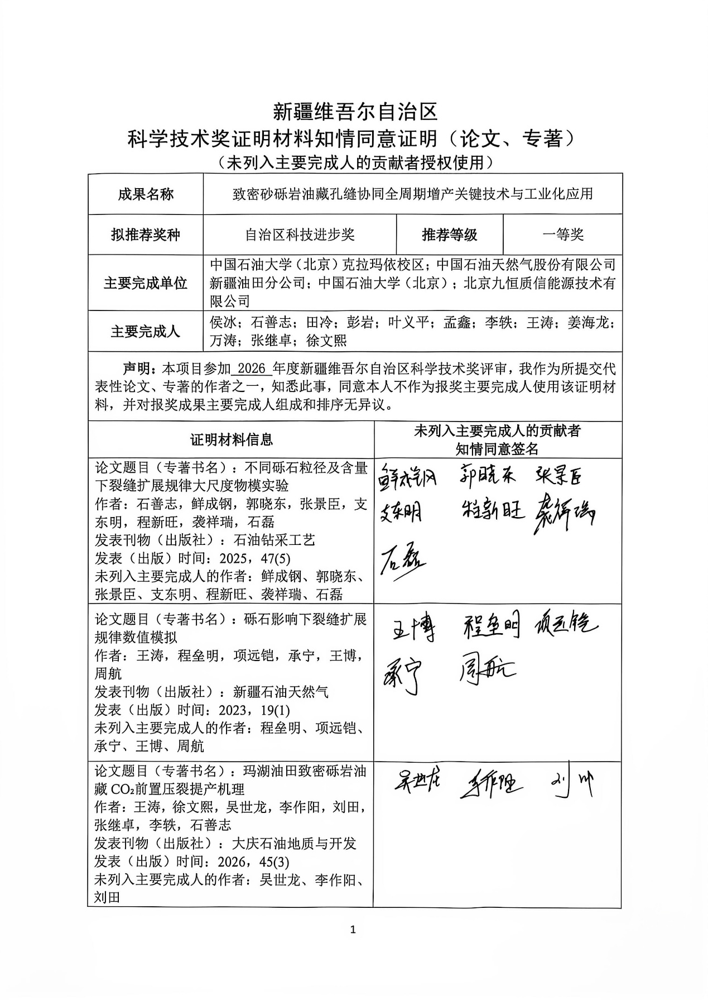 新疆维吾尔自治区
科学技术奖证明材料知情同意证明（论文、专著）
（未列入主要完成人的贡献者授权使用）
成果名称 致密砂砾岩油藏孔缝协同全周期增产关键技术与工业化应用
拟推荐奖种 自治区科技进步奖 推荐等级 一等奖
主要完成单位 中国石油大学（北京）克拉玛依校区；中国石油天然气股份有限公司
新疆油田分公司；中国石油大学（北京）；北京九恒质信能源技术有
限公司
主要完成人 侯冰；石善志；田冷；彭岩；叶义平；孟鑫；李轶；王涛；姜海龙；
万涛；张继卓；徐文熙
声明：本项目参加 2026 年度新疆维吾尔自治区科学技术奖评审，我作为所提交代
表性论文、专著的作者之一，知悉此事，同意本人不作为报奖主要完成人使用该证明材
料，并对报奖成果主要完成人组成和排序无异议。
证明材料信息 未列入主要完成人的贡献者
知情同意签名
论文题目（专著书名）：不同砾石粒径及含量
下裂缝扩展规律大尺度物模实验
作者：石善志，鲜成钢，郭晓东，张景臣，支
东明，程新旺，袭祥瑞，石磊
发表刊物（出版社）：石油钻采工艺
发表（出版）时间：2025，47(5)
未列入主要完成人的作者：鲜成钢、郭晓东、
张景臣、支东明、程新旺、袭祥瑞、石磊
鲜成钢 郭晓东 张景臣
支东明 程新旺 袭祥瑞
石磊
论文题目（专著书名）：砾石影响下裂缝扩展
规律数值模拟
作者：王涛，程垒明，项远铠，承宁，王博，
周航
发表刊物（出版社）：新疆石油天然气
发表（出版）时间：2023，19(1)
未列入主要完成人的作者：程垒明、项远铠、
承宁、王博、周航
王博 程垒明 项远铠
承宁 周航
论文题目（专著书名）：玛湖油田致密砾岩油
藏 CO₂前置压裂提产机理
作者：王涛，徐文熙，吴世龙，李作阳，刘田，
张继卓，李轶，石善志
发表刊物（出版社）：大庆石油地质与开发
发表（出版）时间：2026，45(3)
未列入主要完成人的作者：吴世龙、李作阳、
刘田
吴世龙 李作阳 刘
1